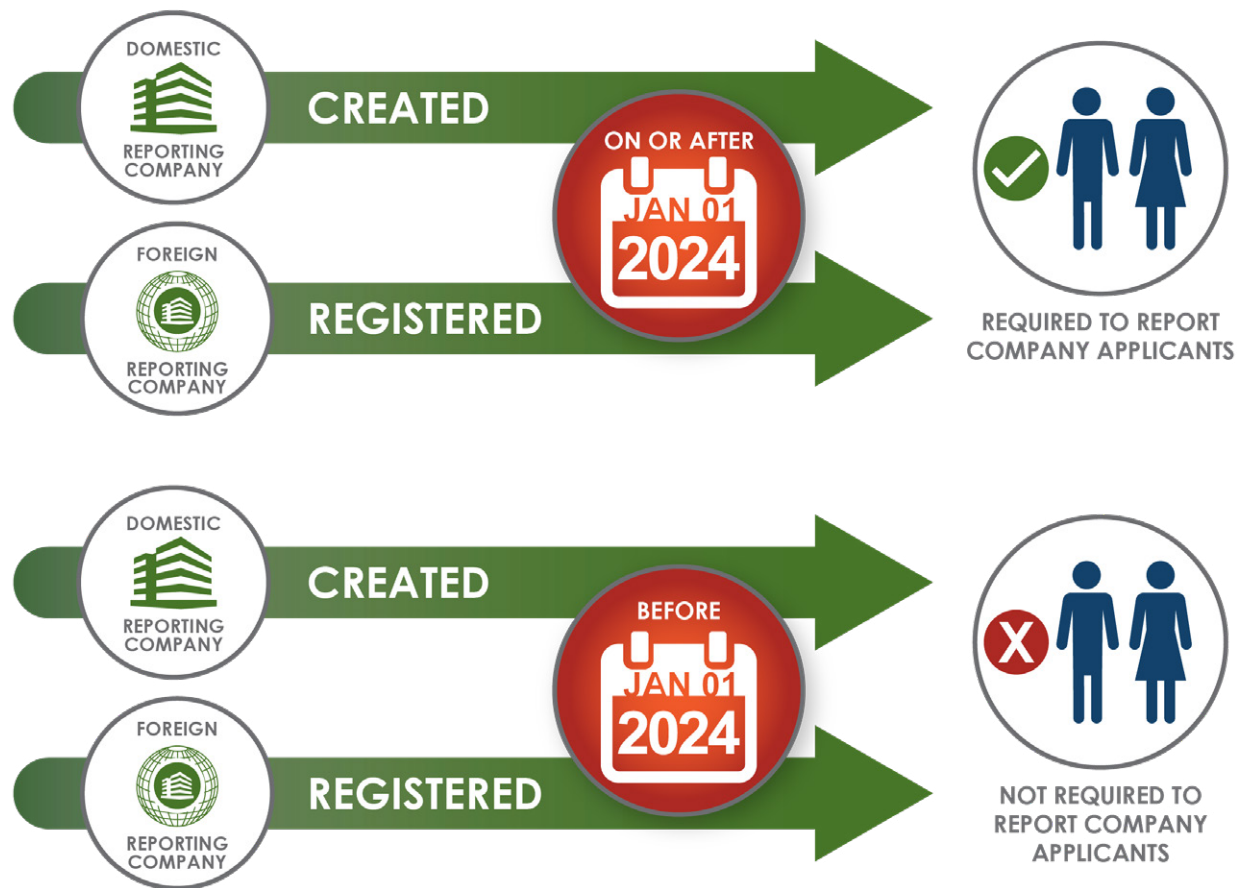 DOMESTIC
REPORTING
COMPANY
CREATED
ON OR AFTER
JAN 01
2024
FOREIGN
REPORTING
COMPANY
REGISTERED
REQUIRED TO REPORT
COMPANY APPLICANTS
DOMESTIC
REPORTING
COMPANY
CREATED
BEFORE
JAN 01
2024
X
FOREIGN
REPORTING
COMPANY
REGISTERED
NOT REQUIRED TO
REPORT COMPANY
APPLICANTS